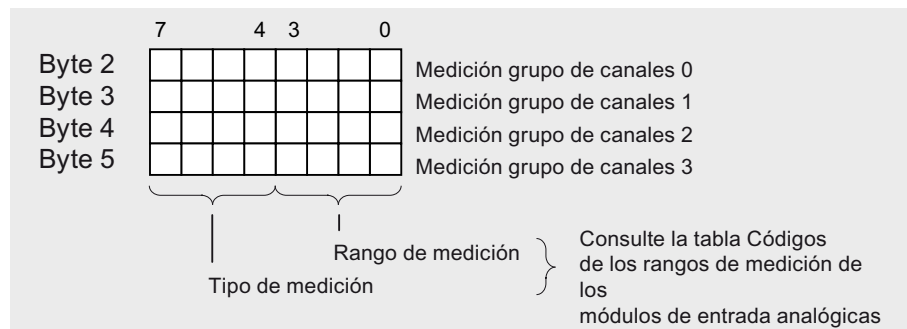 7 4 3 0
Byte 2 Medición grupo de canales 0
Byte 3 Medición grupo de canales 1
Byte 4 Medición grupo de canales 2
Byte 5 Medición grupo de canales 3
Rango de medición
Tipo de medición
Consulte la tabla Códigos
de los rangos de medición de
los
módulos de entrada analógicas